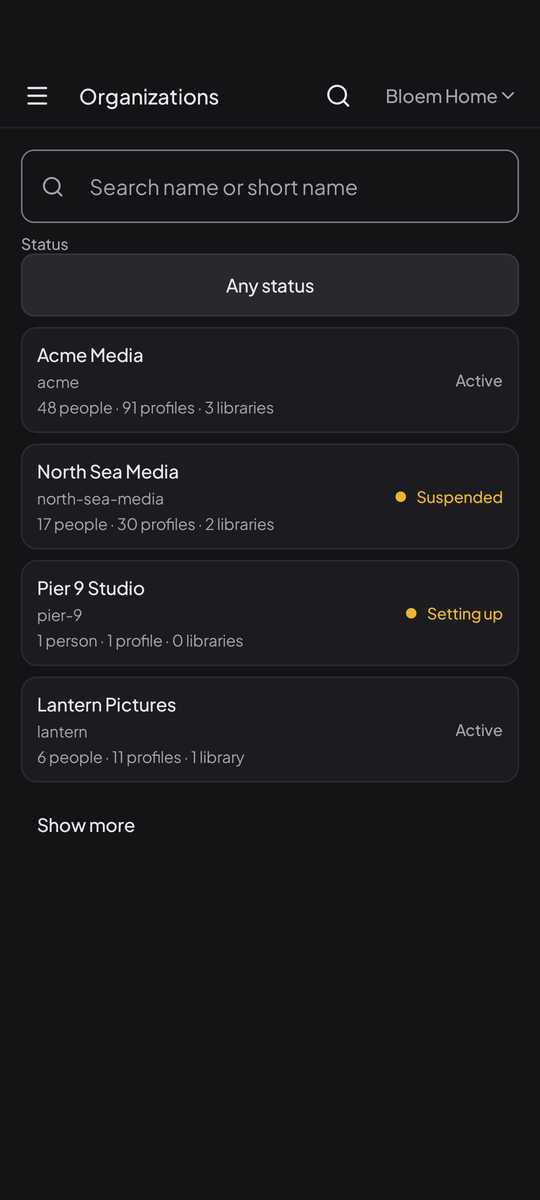 Organizations
Bloem Home
Search name or short name
Status
Any status
Acme Media
acme
Active
48 people · 91 profiles · 3 libraries
North Sea Media
north-sea-media
Suspended
17 people · 30 profiles · 2 libraries
Pier 9 Studio
pier-9
Setting up
1 person · 1 profile · 0 libraries
Lantern Pictures
lantern
Active
6 people · 11 profiles · 1 library
Show more